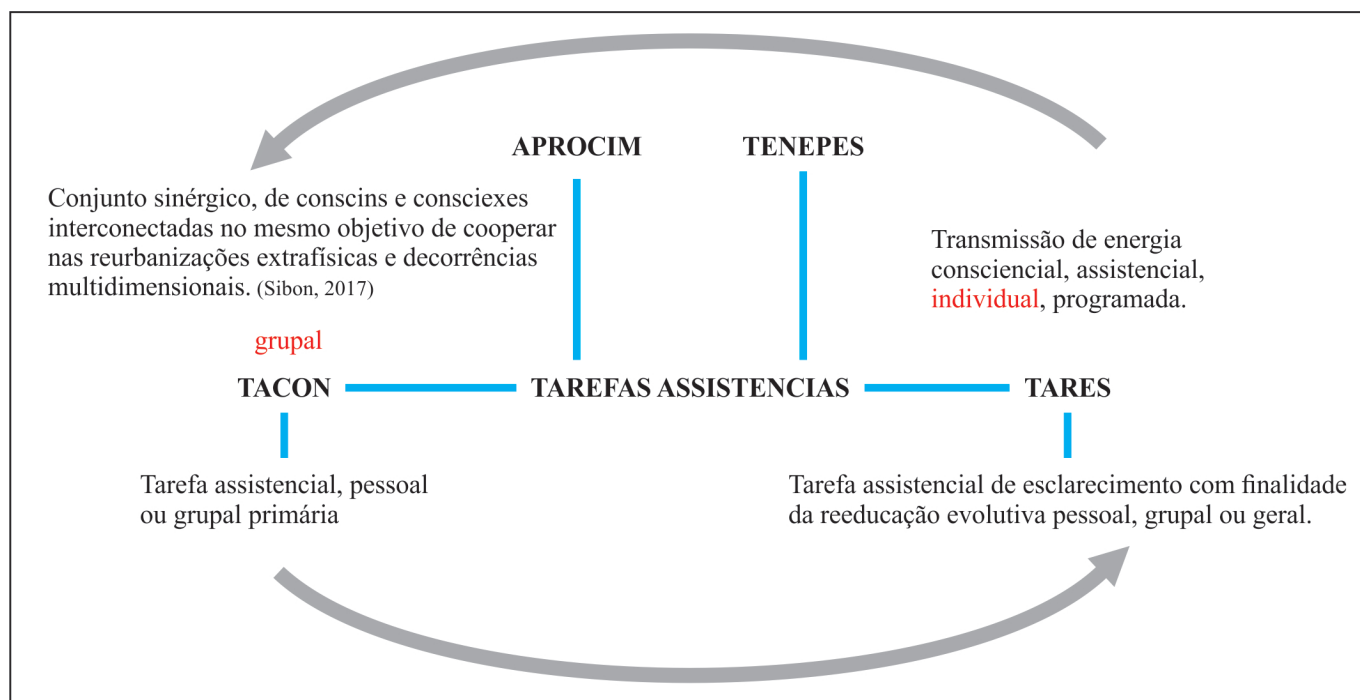 APROCIM
TENEPES
Conjunto sinérgico, de conscins e consciexes
interconectadas no mesmo objetivo de cooperar
nas reurbanizações extrafísicas e decorrências
multidimensionais. (Sibon, 2017)
grupal
Transmissão de energia
consciencial, assistencial,
individual, programada.
TACON
TAREFAS ASSISTENCIAS
TARES
Tarefa assistencial, pessoal
ou grupal primária
Tarefa assistencial de esclarecimento com finalidade
da reeducação evolutiva pessoal, grupal ou geral.